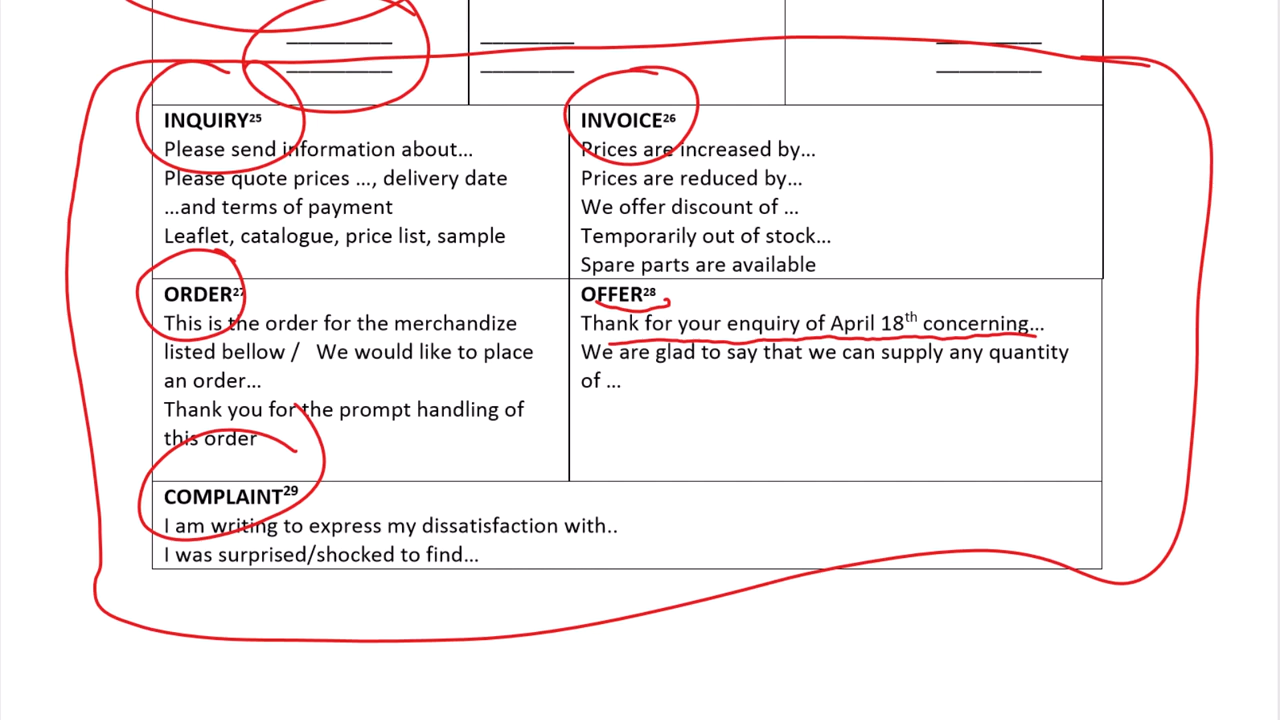 INQUIRY25
Please send information about...
Please quote prices ..., delivery date
...and terms of payment
Leaflet, catalogue, price list, sample
INVOICE26
Prices are increased by...
Prices are reduced by...
We offer discount of ...
Temporarily out of stock...
Spare parts are available
ORDER27
This is the order for the merchandize
listed bellow / We would like to place
an order...
Thank you for the prompt handling of
this order
OFFER28
Thank for your enquiry of April 18th concerning...
We are glad to say that we can supply any quantity
of ...
COMPLAINT29
I am writing to express my dissatisfaction with..
I was surprised/shocked to find...